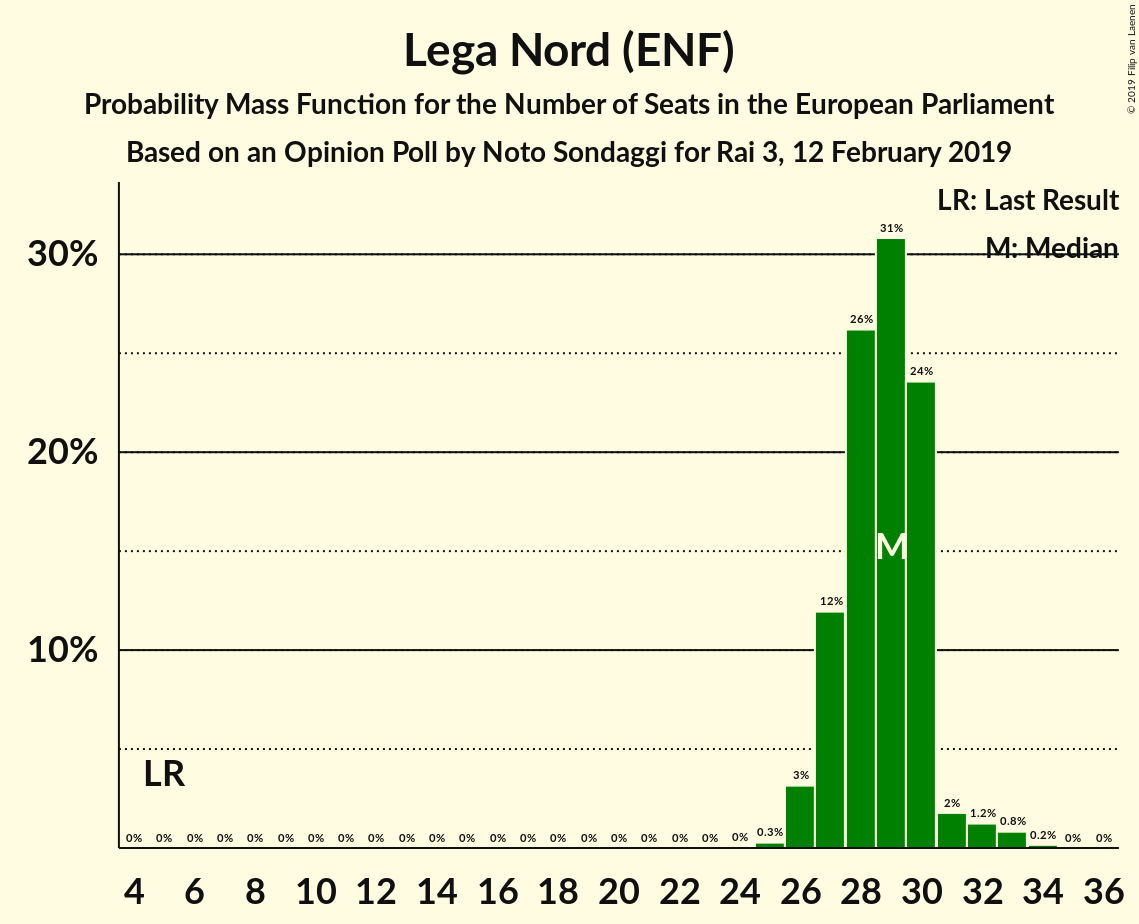 Lega Nord (ENF)
Probability Mass Function for the Number of Seats in the European Parliament
Based on an Opinion Poll by Noto Sondaggi for Rai 3, 12 February 2019
© 2019 Filip van Laenen
LR: Last Result
M: Median
30%
20%
10%
31%
26%
24%
M
12%
LR
3%
2%
1.2%
0.8%
0% 0% 0% 0% 0% 0% 0% 0% 0% 0% 0% 0% 0% 0% 0% 0% 0% 0% 0% 0% 0% 0.3% 0.2% 0% 0%
4 6 8 10 12 14 16 18 20 22 24 26 28 30 32 34 36